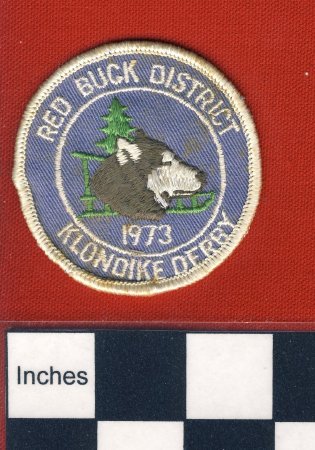 RED BUCK DISTRICT
1973
KLONDIKE DERBY
Inches